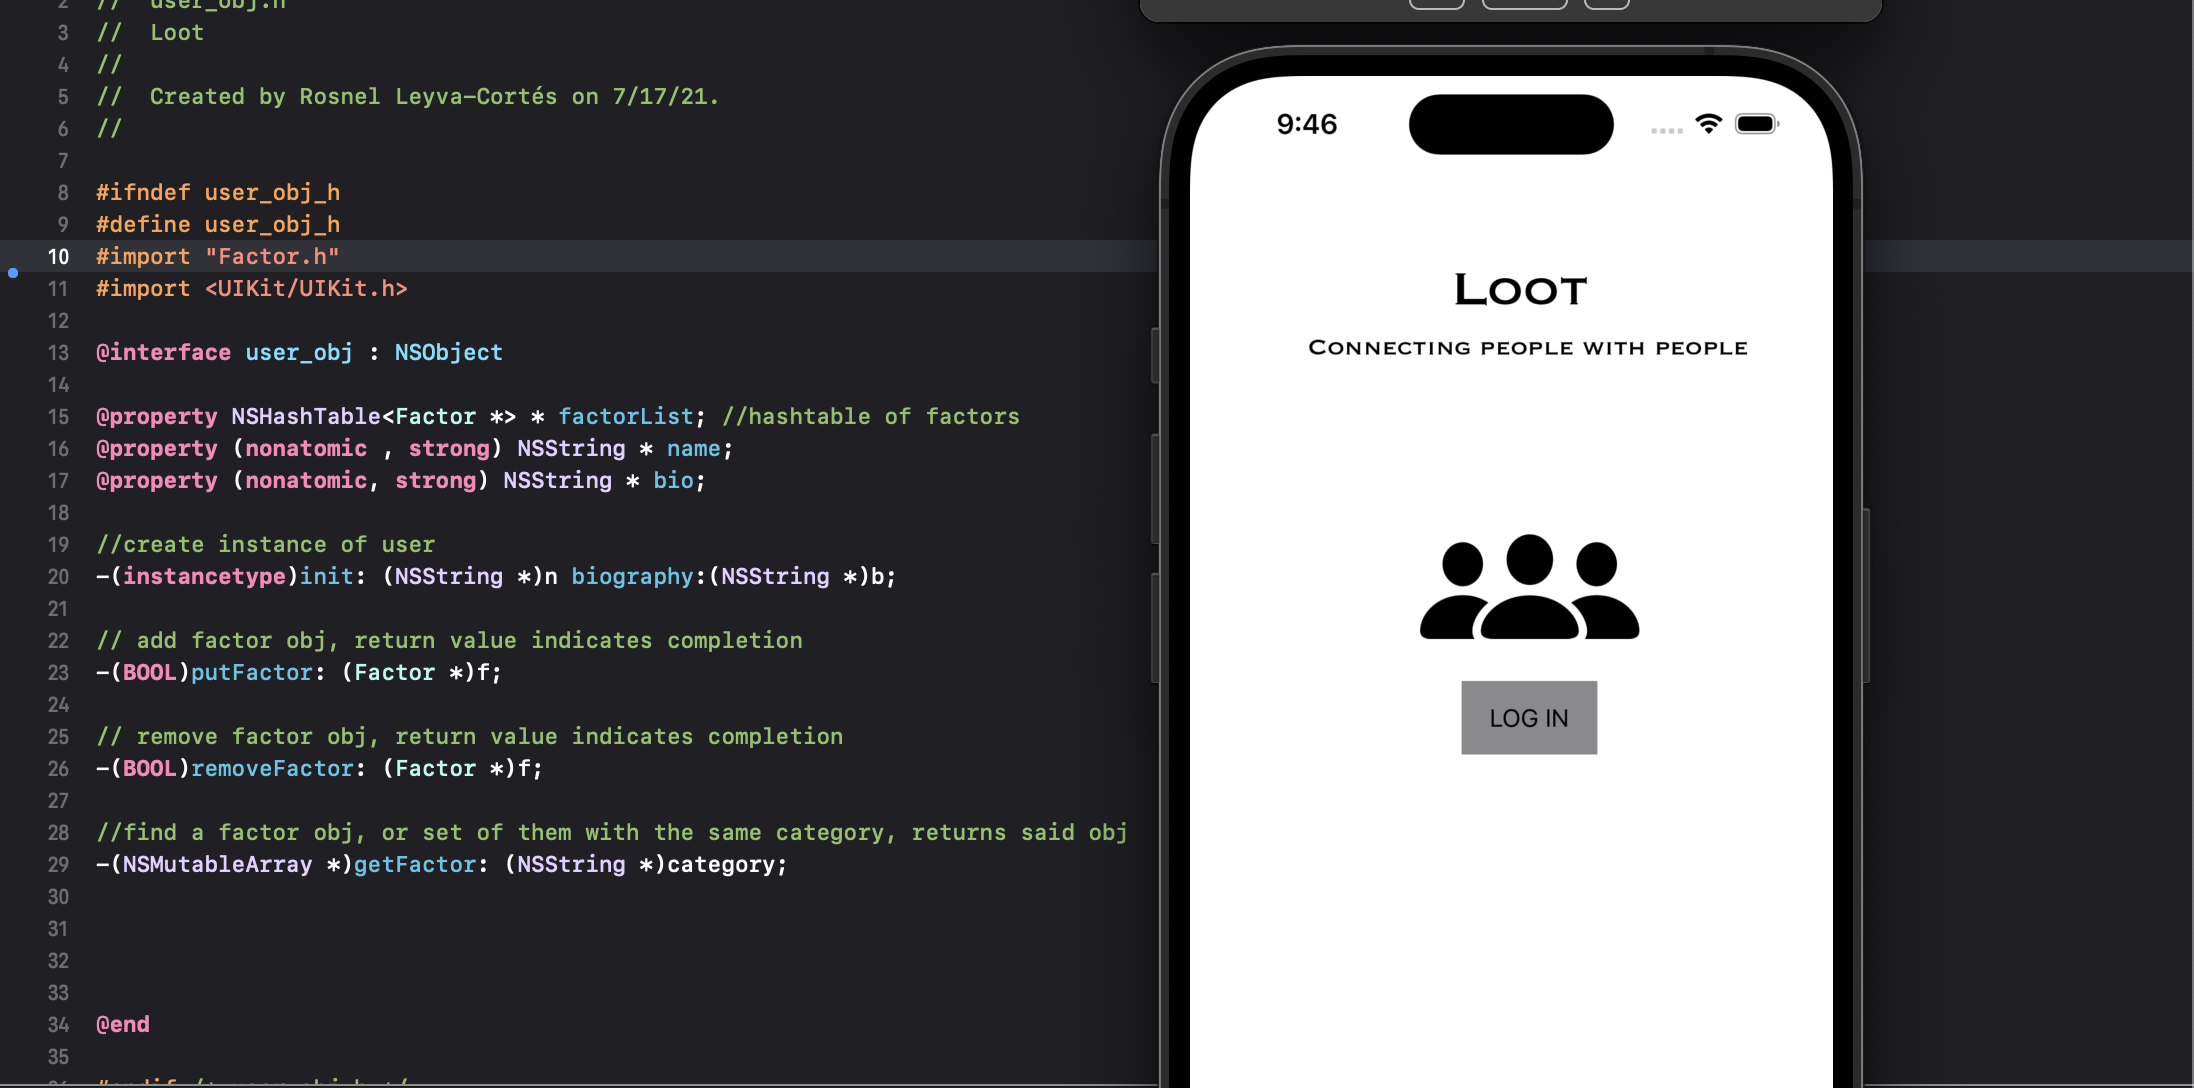 2 // user_obj.h
3 // Loot
4 //
5 // Created by Rosnel Leyva-Cortés on 7/17/21.
6 //
7
8 #ifndef user_obj_h
9 #define user_obj_h
10 #import "Factor.h"
11 #import <UIKit/UIKit.h>
12
13 @interface user_obj : NSObject
14
15 @property NSHashTable<Factor *> * factorList; //hashtable of factors
16 @property (nonatomic , strong) NSString * name;
17 @property (nonatomic, strong) NSString * bio;
18
19 //create instance of user
20 -(instancetype)init: (NSString *)n biography:(NSString *)b;
21
22 // add factor obj, return value indicates completion
23 -(BOOL)putFactor: (Factor *)f;
24
25 // remove factor obj, return value indicates completion
26 -(BOOL)removeFactor: (Factor *)f;
27
28 //find a factor obj, or set of them with the same category, returns said obj
29 -(NSMutableArray *)getFactor: (NSString *)category;
30
31
32
33
34 @end
35
36 #endif /* user_obj_h */
9:46
Loot
Connecting people with people
LOG IN